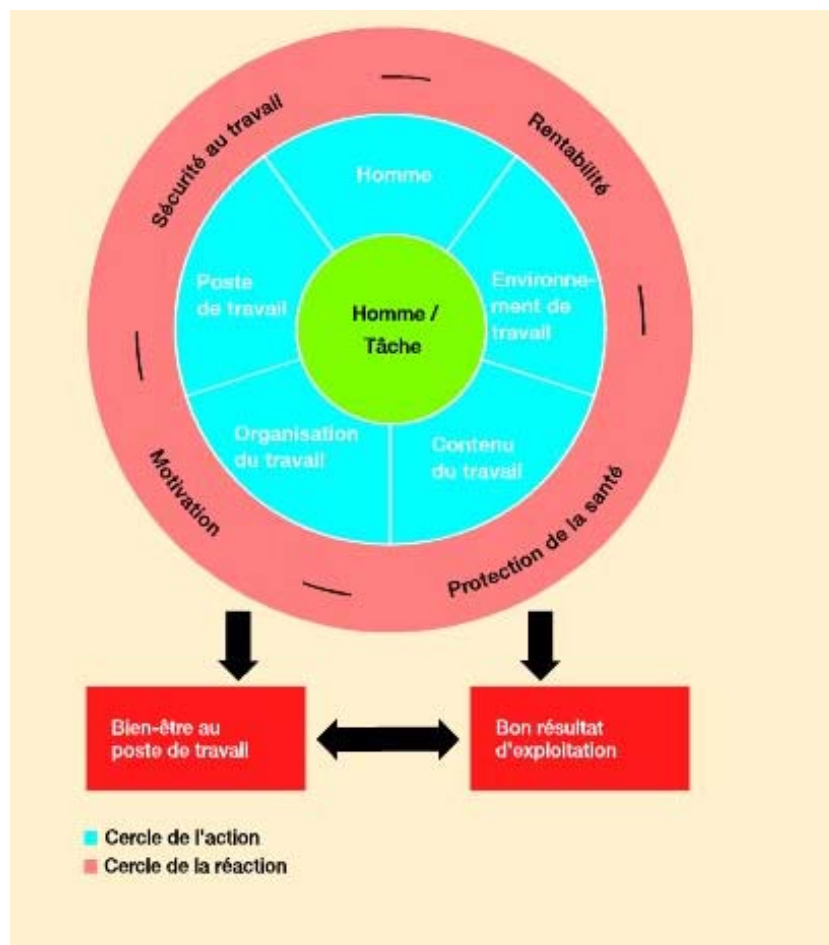 Sécurité au travail
Rentabilité
Homme
Poste
de travail
Environne-
ment de
travail
Homme /
Tâche
Organisation
du travail
Contenu
du travail
Motivation
Protection de la santé
Bien-être au
poste de travail
Bon résultat
d'exploitation
Cercle de l'action
Cercle de la réaction